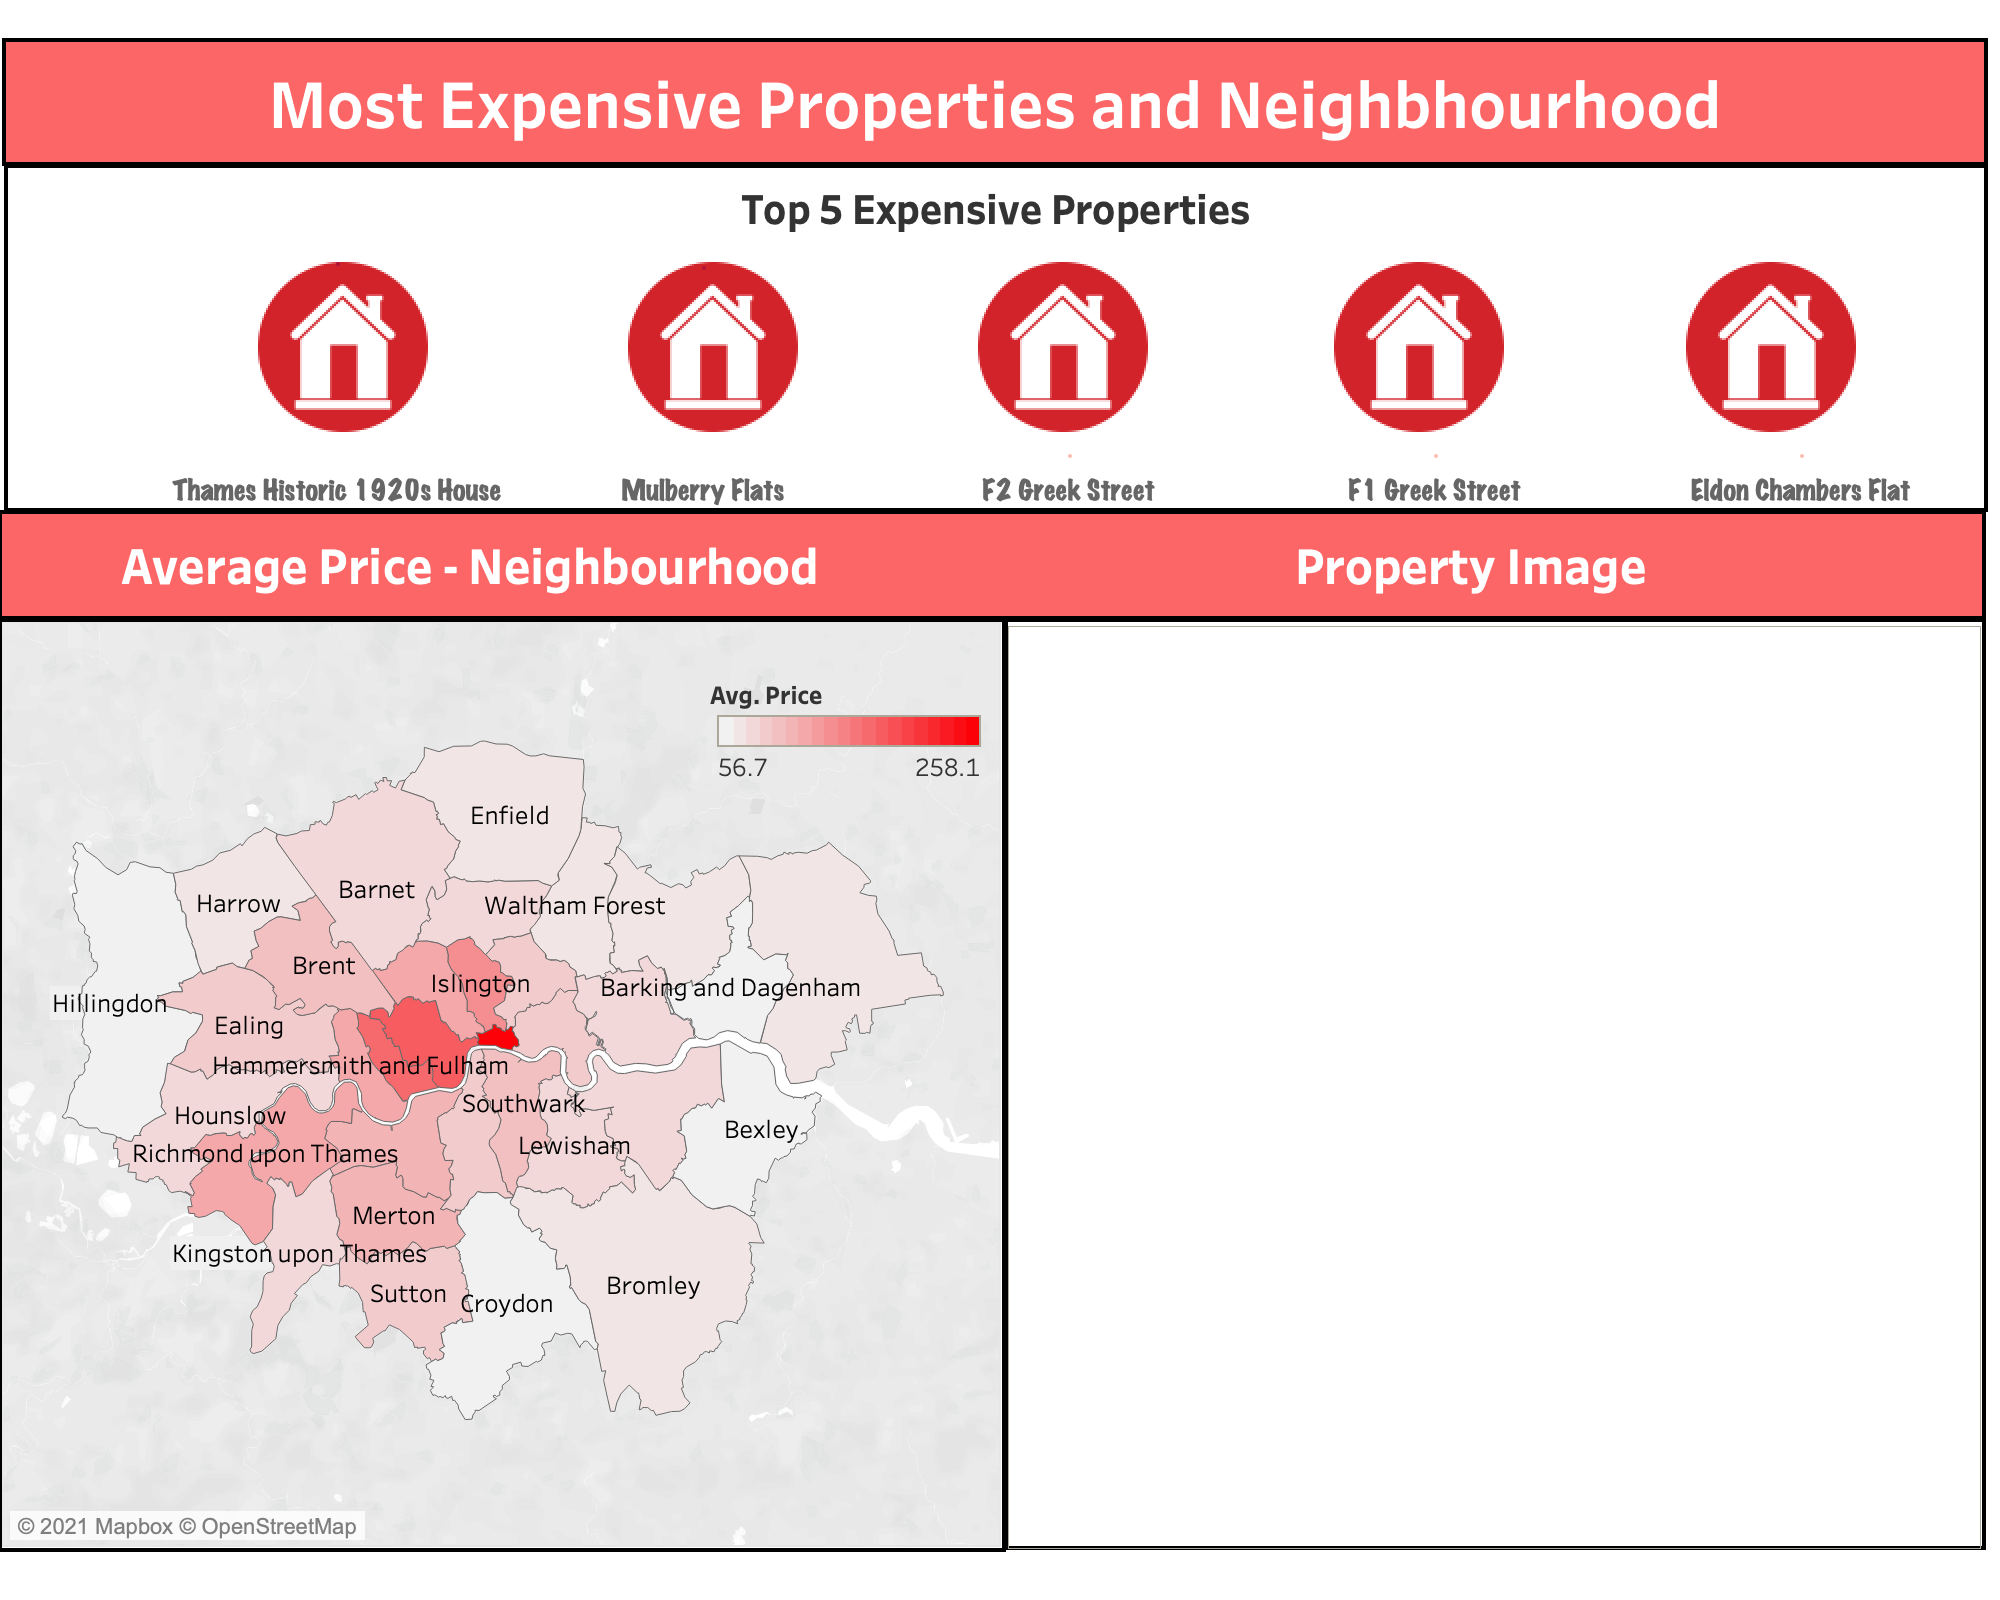 Most Expensive Properties and Neighbhourhood
Top 5 Expensive Properties
Thames Historic 1920s House
Mulberry Flats
F2 Greek Street
F1 Greek Street
Eldon Chambers Flat
Average Price - Neighbourhood
Property Image
Avg. Price
56.7
258.1
Enfield
Harrow
Barnet
Waltham Forest
Brent
Islington
Barking and Dagenham
Hillingdon
Ealing
Hammersmith and Fulham
Hounslow
Southwark
Bexley
Lewisham
Richmond upon Thames
Merton
Kingston upon Thames
Sutton
Croydon
Bromley
© 2021 Mapbox © OpenStreetMap